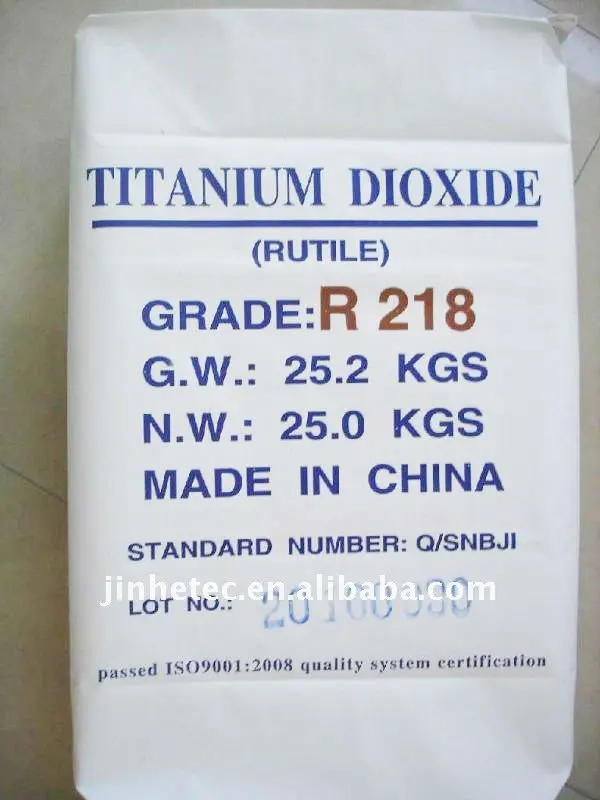 TITANIUM DIOXIDE
(RUTILE)
GRADE:R 218
G.W.: 25.2 KGS
N.W.: 25.0 KGS
MADE IN CHINA
STANDARD NUMBER: Q/SNBJI
jinhetec.en.alibaba.com
LOT NO.:
passed ISO9001:2008 quality system certification